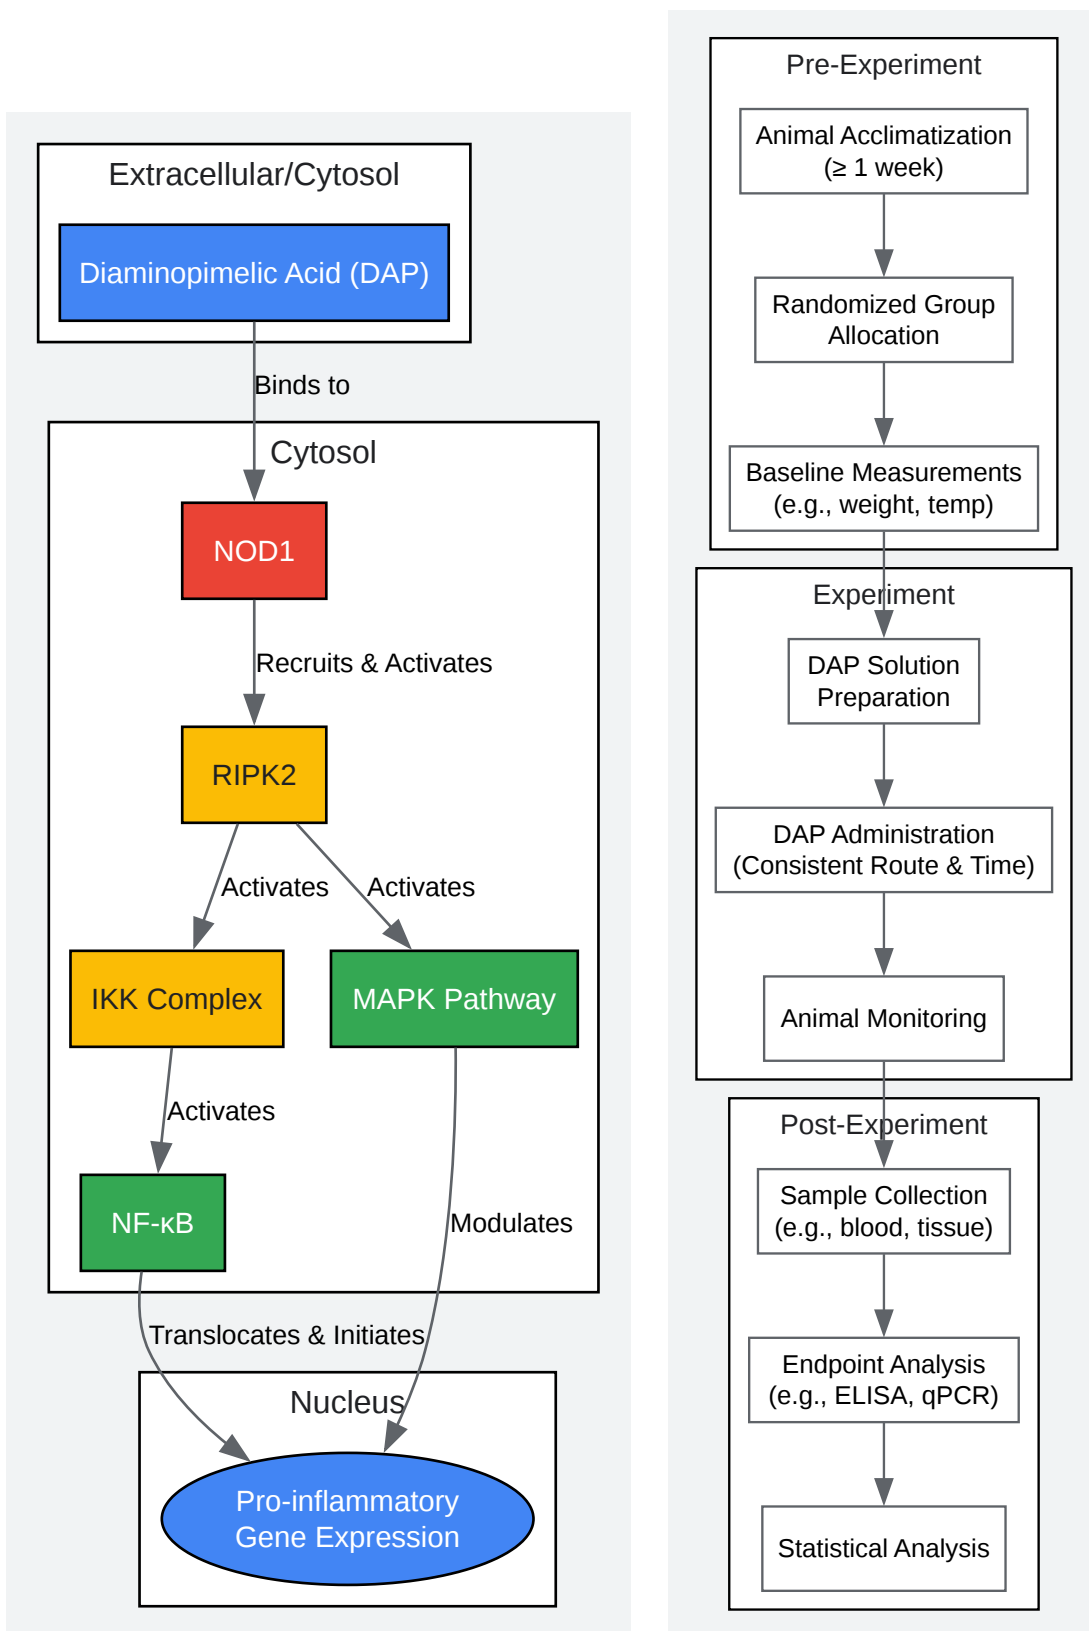 Extracellular/Cytosol
Diaminopimelic Acid (DAP)
Binds to
Cytosol
NOD1
Recruits & Activates
RIPK2
Activates
Activates
IKK Complex
MAPK Pathway
Activates
NF-κB
Modulates
Translocates & Initiates
Nucleus
Pro-inflammatory
Gene Expression
Pre-Experiment
Animal Acclimatization
(≥ 1 week)
Randomized Group
Allocation
Baseline Measurements
(e.g., weight, temp)
Experiment
DAP Solution
Preparation
DAP Administration
(Consistent Route & Time)
Animal Monitoring
Post-Experiment
Sample Collection
(e.g., blood, tissue)
Endpoint Analysis
(e.g., ELISA, qPCR)
Statistical Analysis